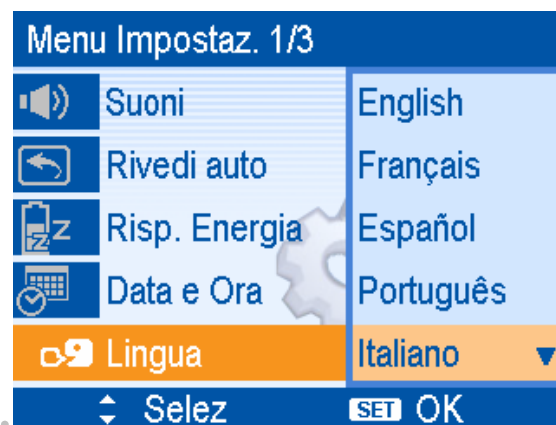 Menu Impostaz. 1/3
Suoni
Rivedi auto
Risp. Energia
Data e Ora
Lingua
English
Français
Español
Português
Italiano
Selez
SET OK